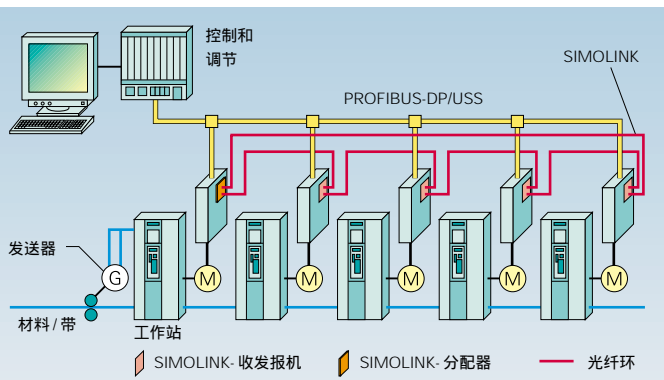 控制和
调节
SIMOLINK
PROFIBUS-DP/USS
发送器
G
M
M
M
M
M
材料/带
工作站
SIMOLINK-收发报机
SIMOLINK-分配器
光纤环